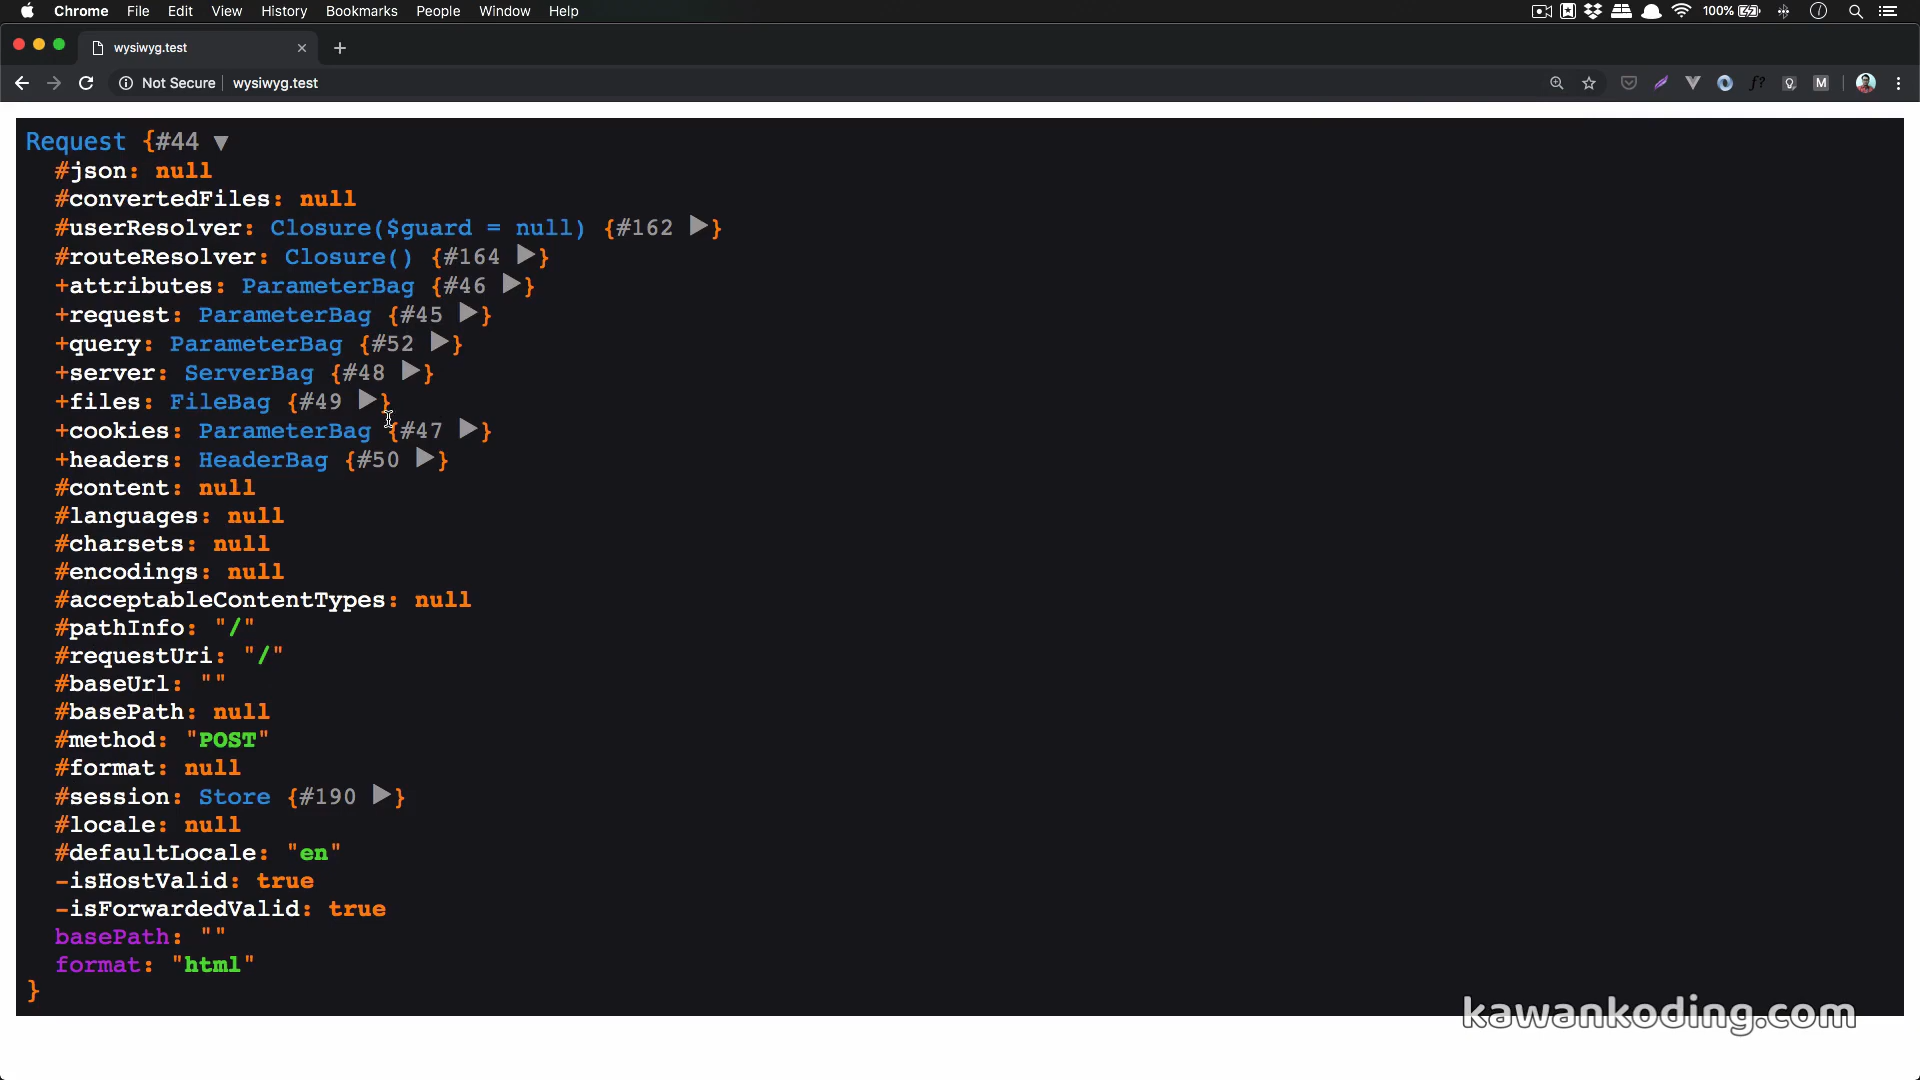 Chrome File Edit View History Bookmarks People Window Help 100%
wysiwyg.test
Not Secure wysiwyg.test f? M
Request {#44 ▼
#json: null
#convertedFiles: null
#userResolver: Closure($guard = null) {#162 ▶}
#routeResolver: Closure() {#164 ▶}
+attributes: ParameterBag {#46 ▶}
+request: ParameterBag {#45 ▶}
+query: ParameterBag {#52 ▶}
+server: ServerBag {#48 ▶}
+files: FileBag {#49 ▶}
+cookies: ParameterBag {#47 ▶}
+headers: HeaderBag {#50 ▶}
#content: null
#languages: null
#charsets: null
#encodings: null
#acceptableContentTypes: null
#pathInfo: "/"
#requestUri: "/"
#baseUrl: ""
#basePath: null
#method: "POST"
#format: null
#session: Store {#190 ▶}
#locale: null
#defaultLocale: "en"
-isHostValid: true
-isForwardedValid: true
basePath: ""
format: "html"
}
kawankoding.com